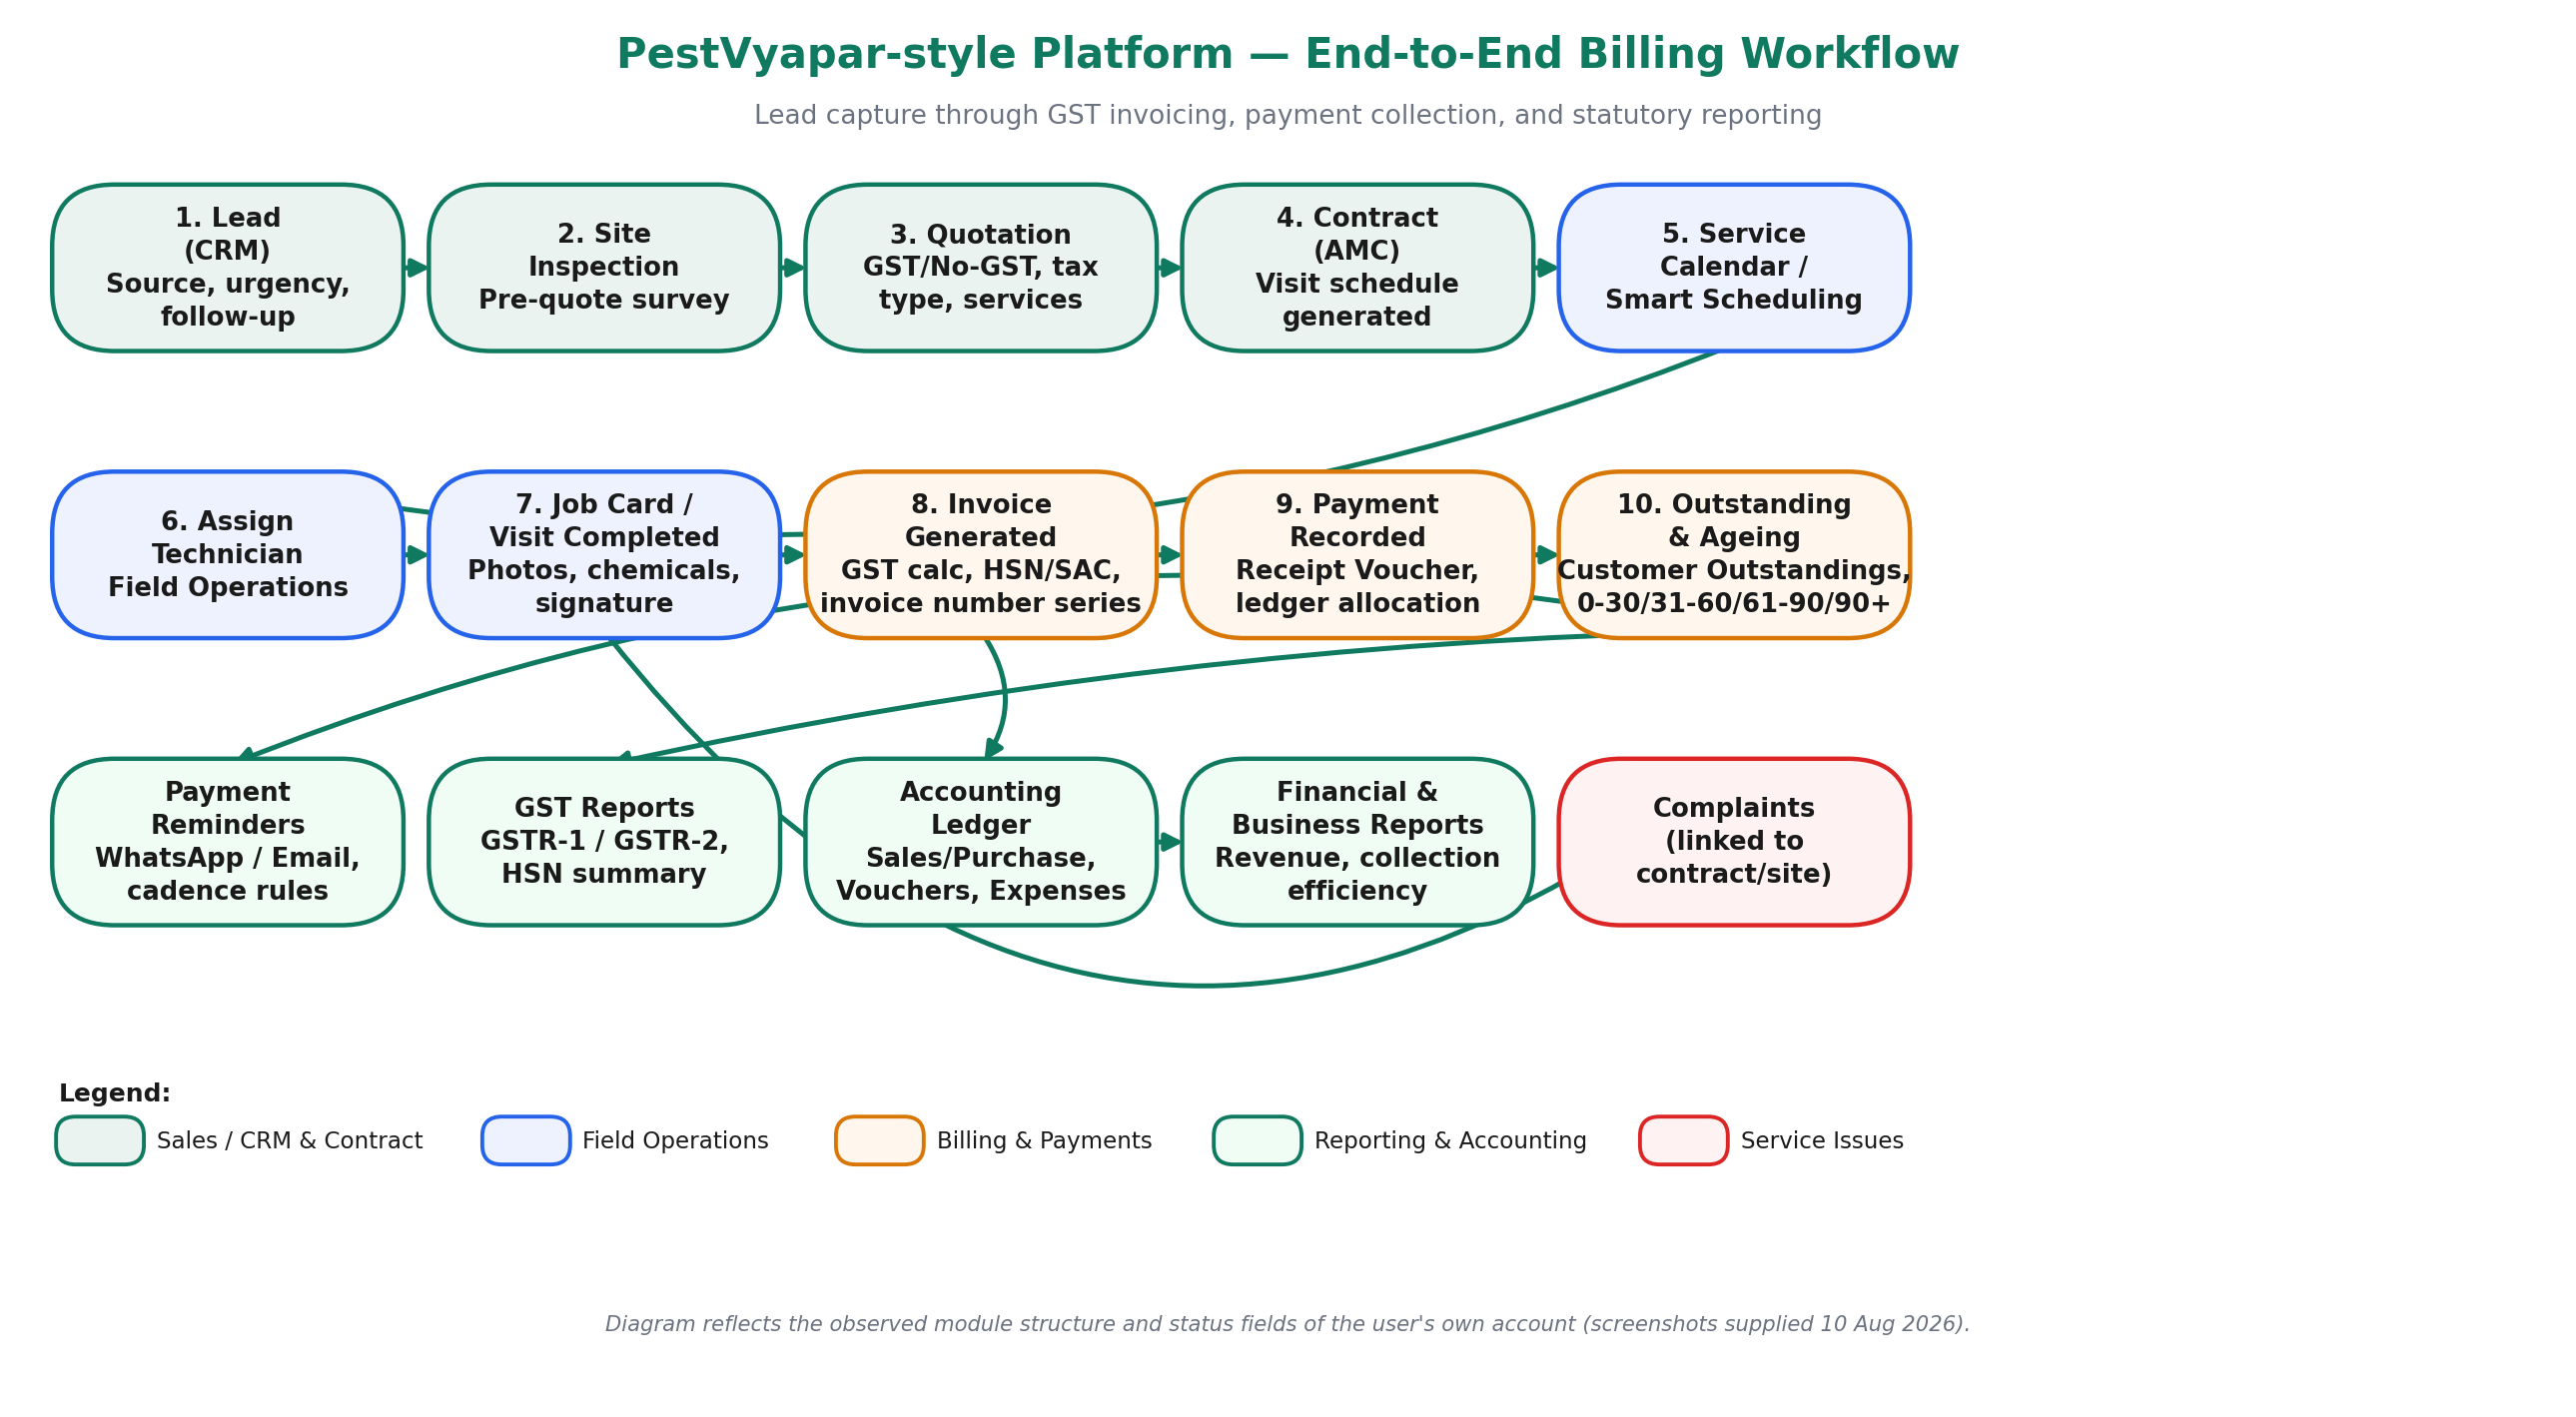 PestVyapar-style Platform — End-to-End Billing Workflow
Lead capture through GST invoicing, payment collection, and statutory reporting
1. Lead
(CRM)
Source, urgency,
follow-up
2. Site
Inspection
Pre-quote survey
3. Quotation
GST/No-GST, tax
type, services
4. Contract
(AMC)
Visit schedule
generated
5. Service
Calendar /
Smart Scheduling
6. Assign
Technician
Field Operations
7. Job Card /
Visit Completed
Photos, chemicals,
signature
8. Invoice
Generated
GST calc, HSN/SAC,
invoice number series
9. Payment
Recorded
Receipt Voucher,
ledger allocation
10. Outstanding
& Ageing
Customer Outstandings,
0-30/31-60/61-90/90+
Payment
Reminders
WhatsApp / Email,
cadence rules
GST Reports
GSTR-1 / GSTR-2,
HSN summary
Accounting
Ledger
Sales/Purchase,
Vouchers, Expenses
Financial &
Business Reports
Revenue, collection
efficiency
Complaints
(linked to
contract/site)
Legend:
Sales / CRM & Contract
Field Operations
Billing & Payments
Reporting & Accounting
Service Issues
Diagram reflects the observed module structure and status fields of the user's own account (screenshots supplied 10 Aug 2026).